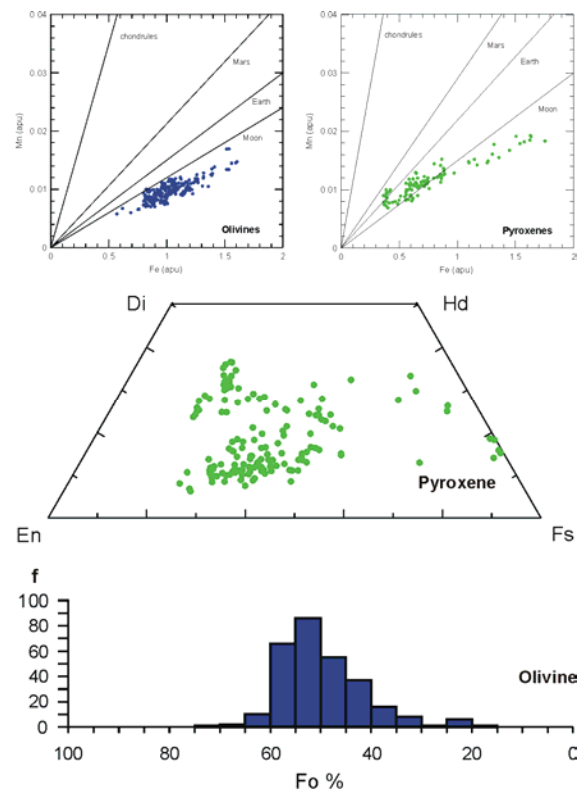 0.04
0.03
0.02
0.01
0
0
0.5
1
1.5
2
Mn (apu)
Fe (apu)
chondrules
Mars
Earth
Moon
Olivines
0.04
0.03
0.02
0.01
0
0
0.5
1
1.5
2
Mn (apu)
Fe (apu)
chondrules
Mars
Earth
Moon
Pyroxenes
Di
Hd
Pyroxene
En
Fs
f
100
80
60
40
20
0
Olivine
100
80
60
40
20
0
Fo %